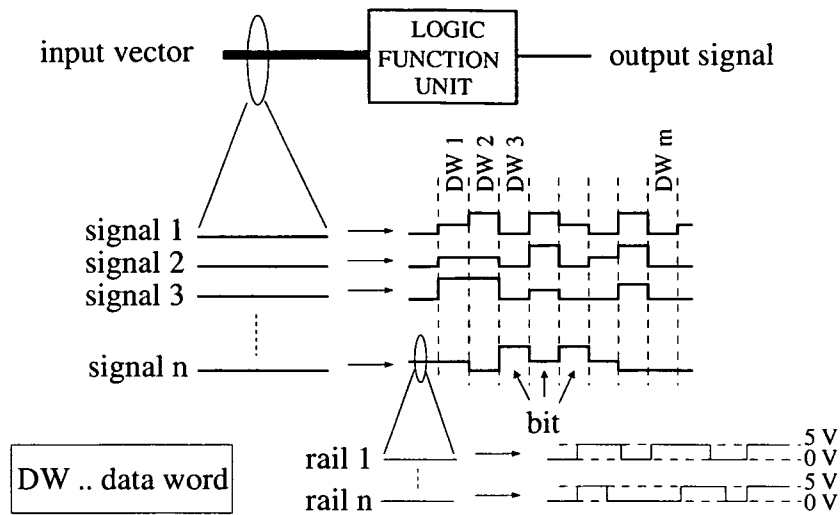 input vector
LOGIC
FUNCTION
UNIT
output signal
DW 1
DW 2
DW 3
DW m
signal 1
signal 2
signal 3
signal n
bit
rail 1
5 V
0 V
rail n
5 V
0 V
DW .. data word